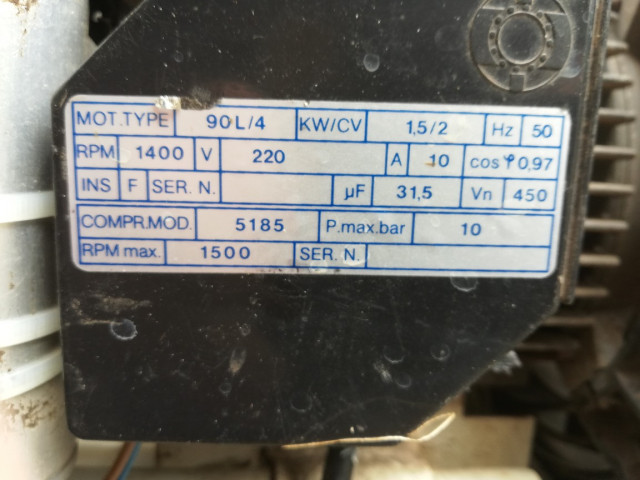 MOT.TYPE 90L/4 KW/CV 1,5/2 Hz 50
RPM 1400 V 220 A 10 cos φ 0,97
INS F SER. N. µF 31,5 Vn 450
COMPR.MOD. 5185 P.max.bar 10
RPM max. 1500 SER. N.